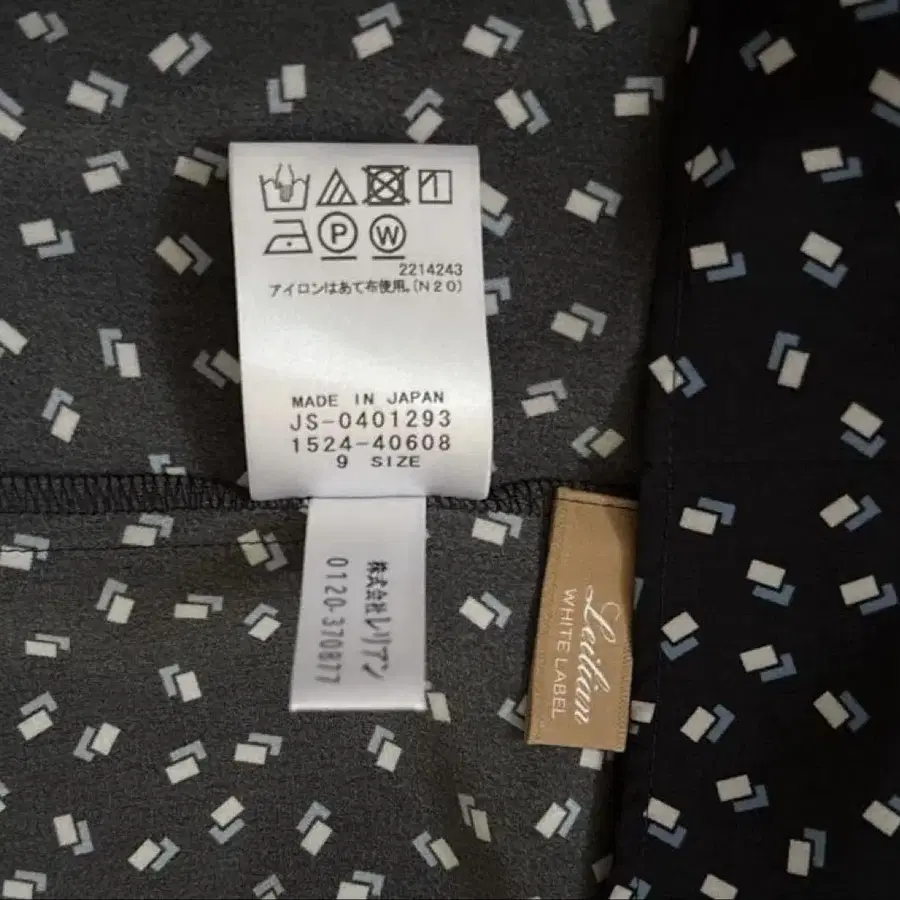 P W
2214243
アイロンはあて布使用。(N20)
MADE IN JAPAN
JS-0401293
1524-40608
9 SIZE
株式会社レリアン
0120-370877
Leilian
WHITE LABEL